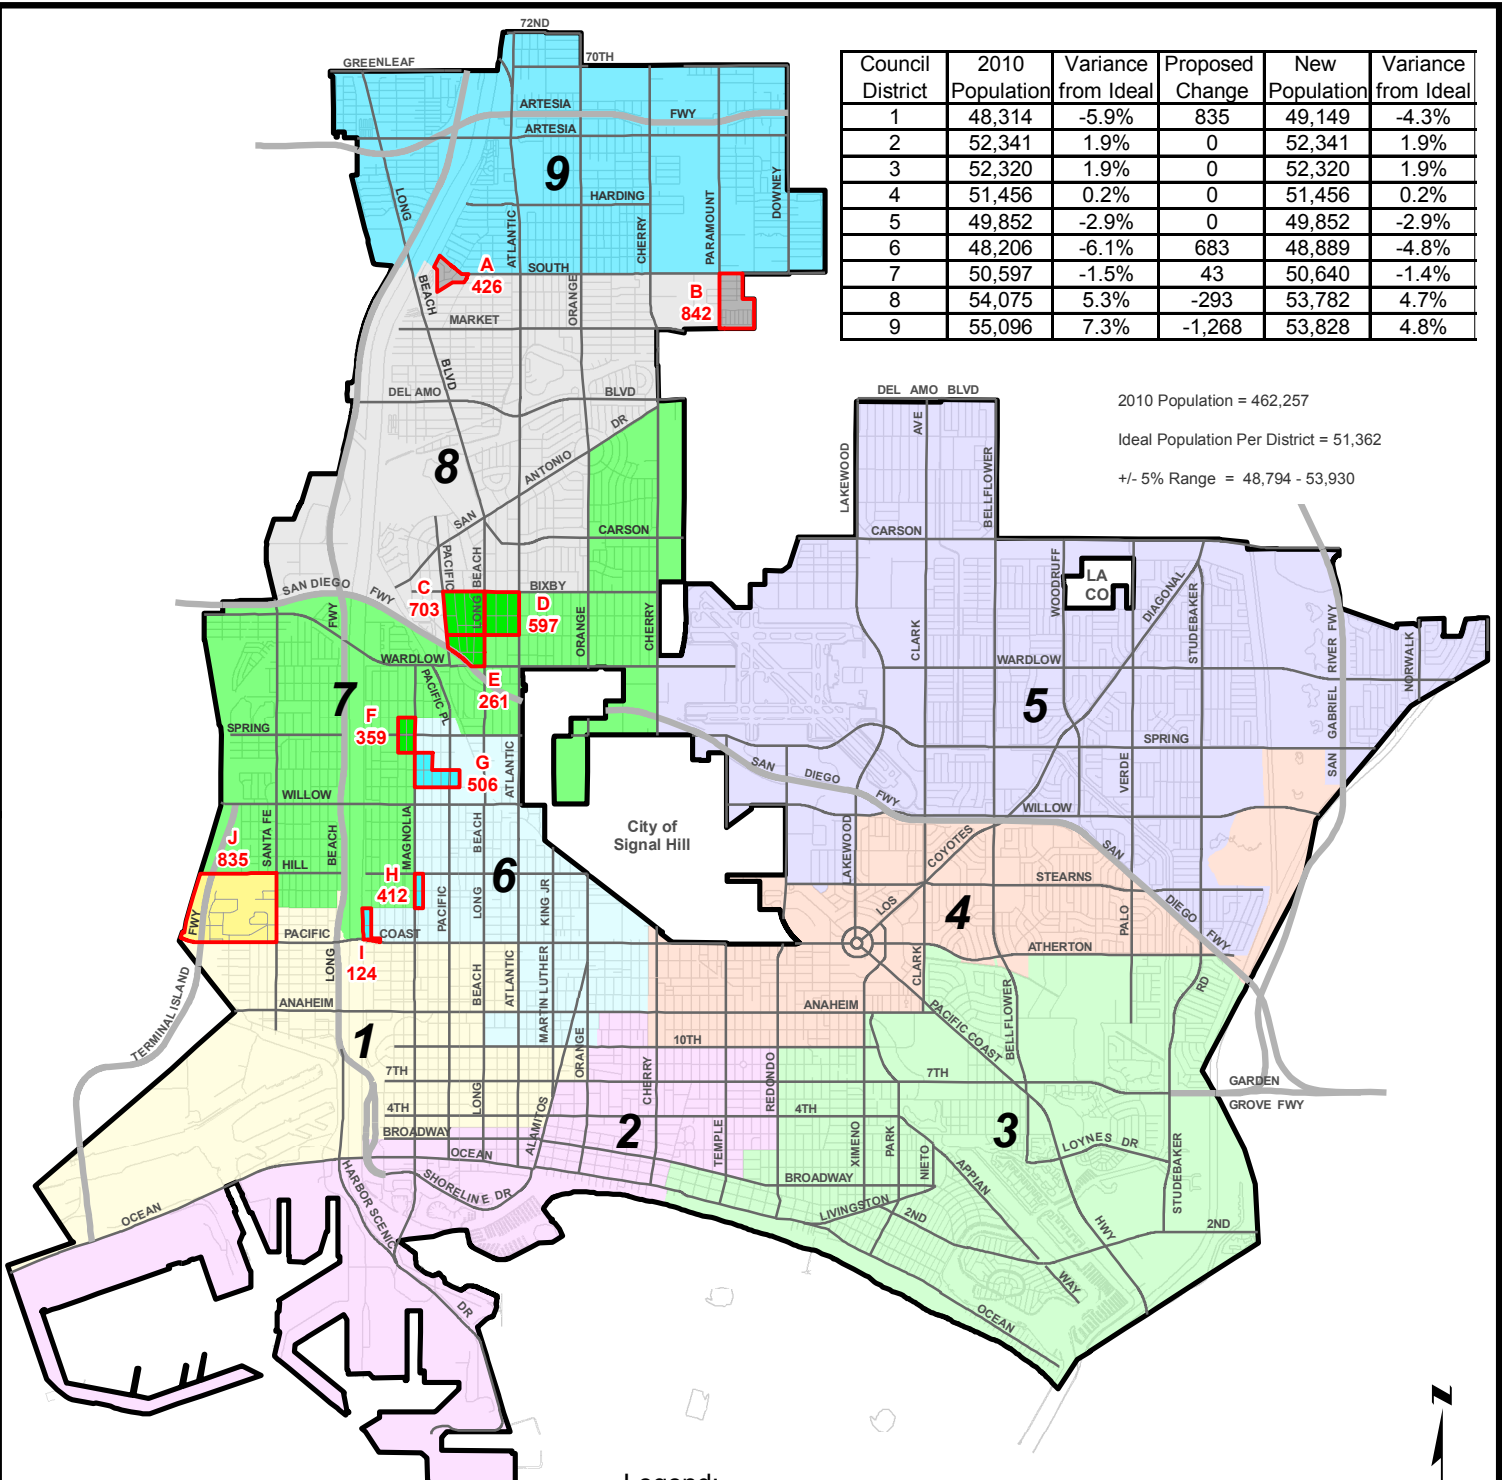 Council 2010 Variance Proposed New Variance
District Population from Ideal Change Population from Ideal
1 48,314 -5.9% 835 49,149 -4.3%
2 52,341 1.9% 0 52,341 1.9%
3 52,320 1.9% 0 52,320 1.9%
4 51,456 0.2% 0 51,456 0.2%
5 49,852 -2.9% 0 49,852 -2.9%
6 48,206 -6.1% 683 48,889 -4.8%
7 50,597 -1.5% 43 50,640 -1.4%
8 54,075 5.3% -293 53,782 4.7%
9 55,096 7.3% -1,268 53,828 4.8%
2010 Population = 462,257
Ideal Population Per District = 51,362
+/- 5% Range = 48,794 - 53,930
72ND
GREENLEAF
70TH
ARTESIA
FWY
ARTESIA
9
LONG
HARDING
ATLANTIC
CHERRY
PARAMOUNT
DOWNEY
A
426
SOUTH
BEACH
ORANGE
B
842
MARKET
BLVD
DEL AMO
BLVD
DR
ANTONIO
SAN
8
CARSON
DEL AMO BLVD
LAKEWOOD
AVE
BELLFLOWER
CARSON
PACIFIC
LONG BEACH
BIXBY
SAN DIEGO
FWY
FWY
C
703
D
597
ORANGE
CHERRY
WARDLOW
E
261
PACIFIC PL
7
F
359
SPRING
G
506
ATLANTIC
WILLOW
J
835
SANTA FE
HILL
BEACH
MAGNOLIA
H
412
BEACH
6
PACIFIC
LONG
KING JR
FWY
PACIFIC
COAST
I
124
LONG
BEACH
ATLANTIC
MARTIN LUTHER
ANAHEIM
TERMINAL ISLAND
1
City of
Signal Hill
LA
CO
WOODRUFF
DIAGONAL
STUDEBAKER
CLARK
WARDLOW
5
SPRING
SAN GABRIEL RIVER FWY
NORWALK
SAN
DIEGO
FWY
VERDE
WILLOW
LAKEWOOD
COYOTES
LOS
SAN
STEARNS
DIEGO
4
PALO
FWY
ATHERTON
CLARK
ANAHEIM
BELLFLOWER
RD
10TH
PACIFIC COAST
ORANGE
7TH
CHERRY
REDONDO
7TH
GARDEN
GROVE FWY
LONG
4TH
4TH
BROADWAY
ALAMITOS
2
TEMPLE
XIMENO
PARK
NIETO
3
LOYNES DR
OCEAN
BROADWAY
APPIAN
STUDEBAKER
HARBOR SCENIC
SHORELINE DR
LIVINGSTON
2ND
HWY
2ND
OCEAN
WAY
DR
OCEAN
Legend:
Z